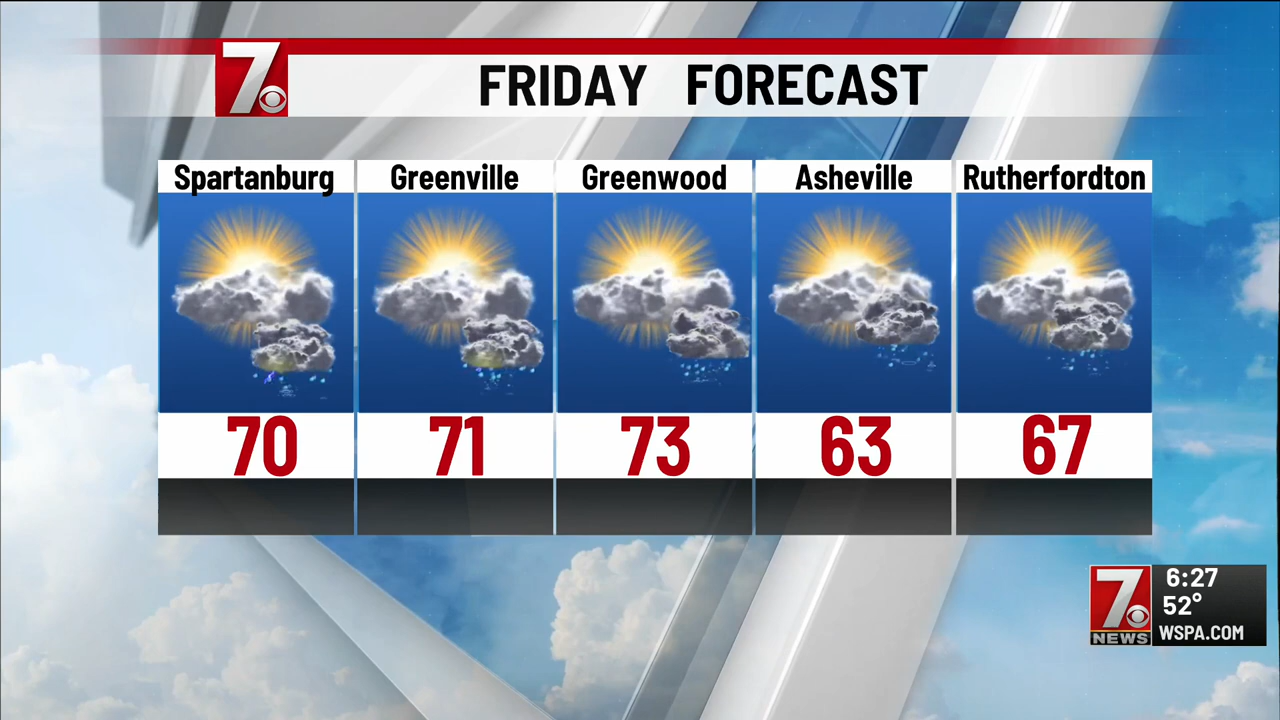 7
FRIDAY FORECAST
Spartanburg Greenville Greenwood Asheville Rutherfordton
70 71 73 63 67
7 NEWS
6:27
52°
WSPA.COM